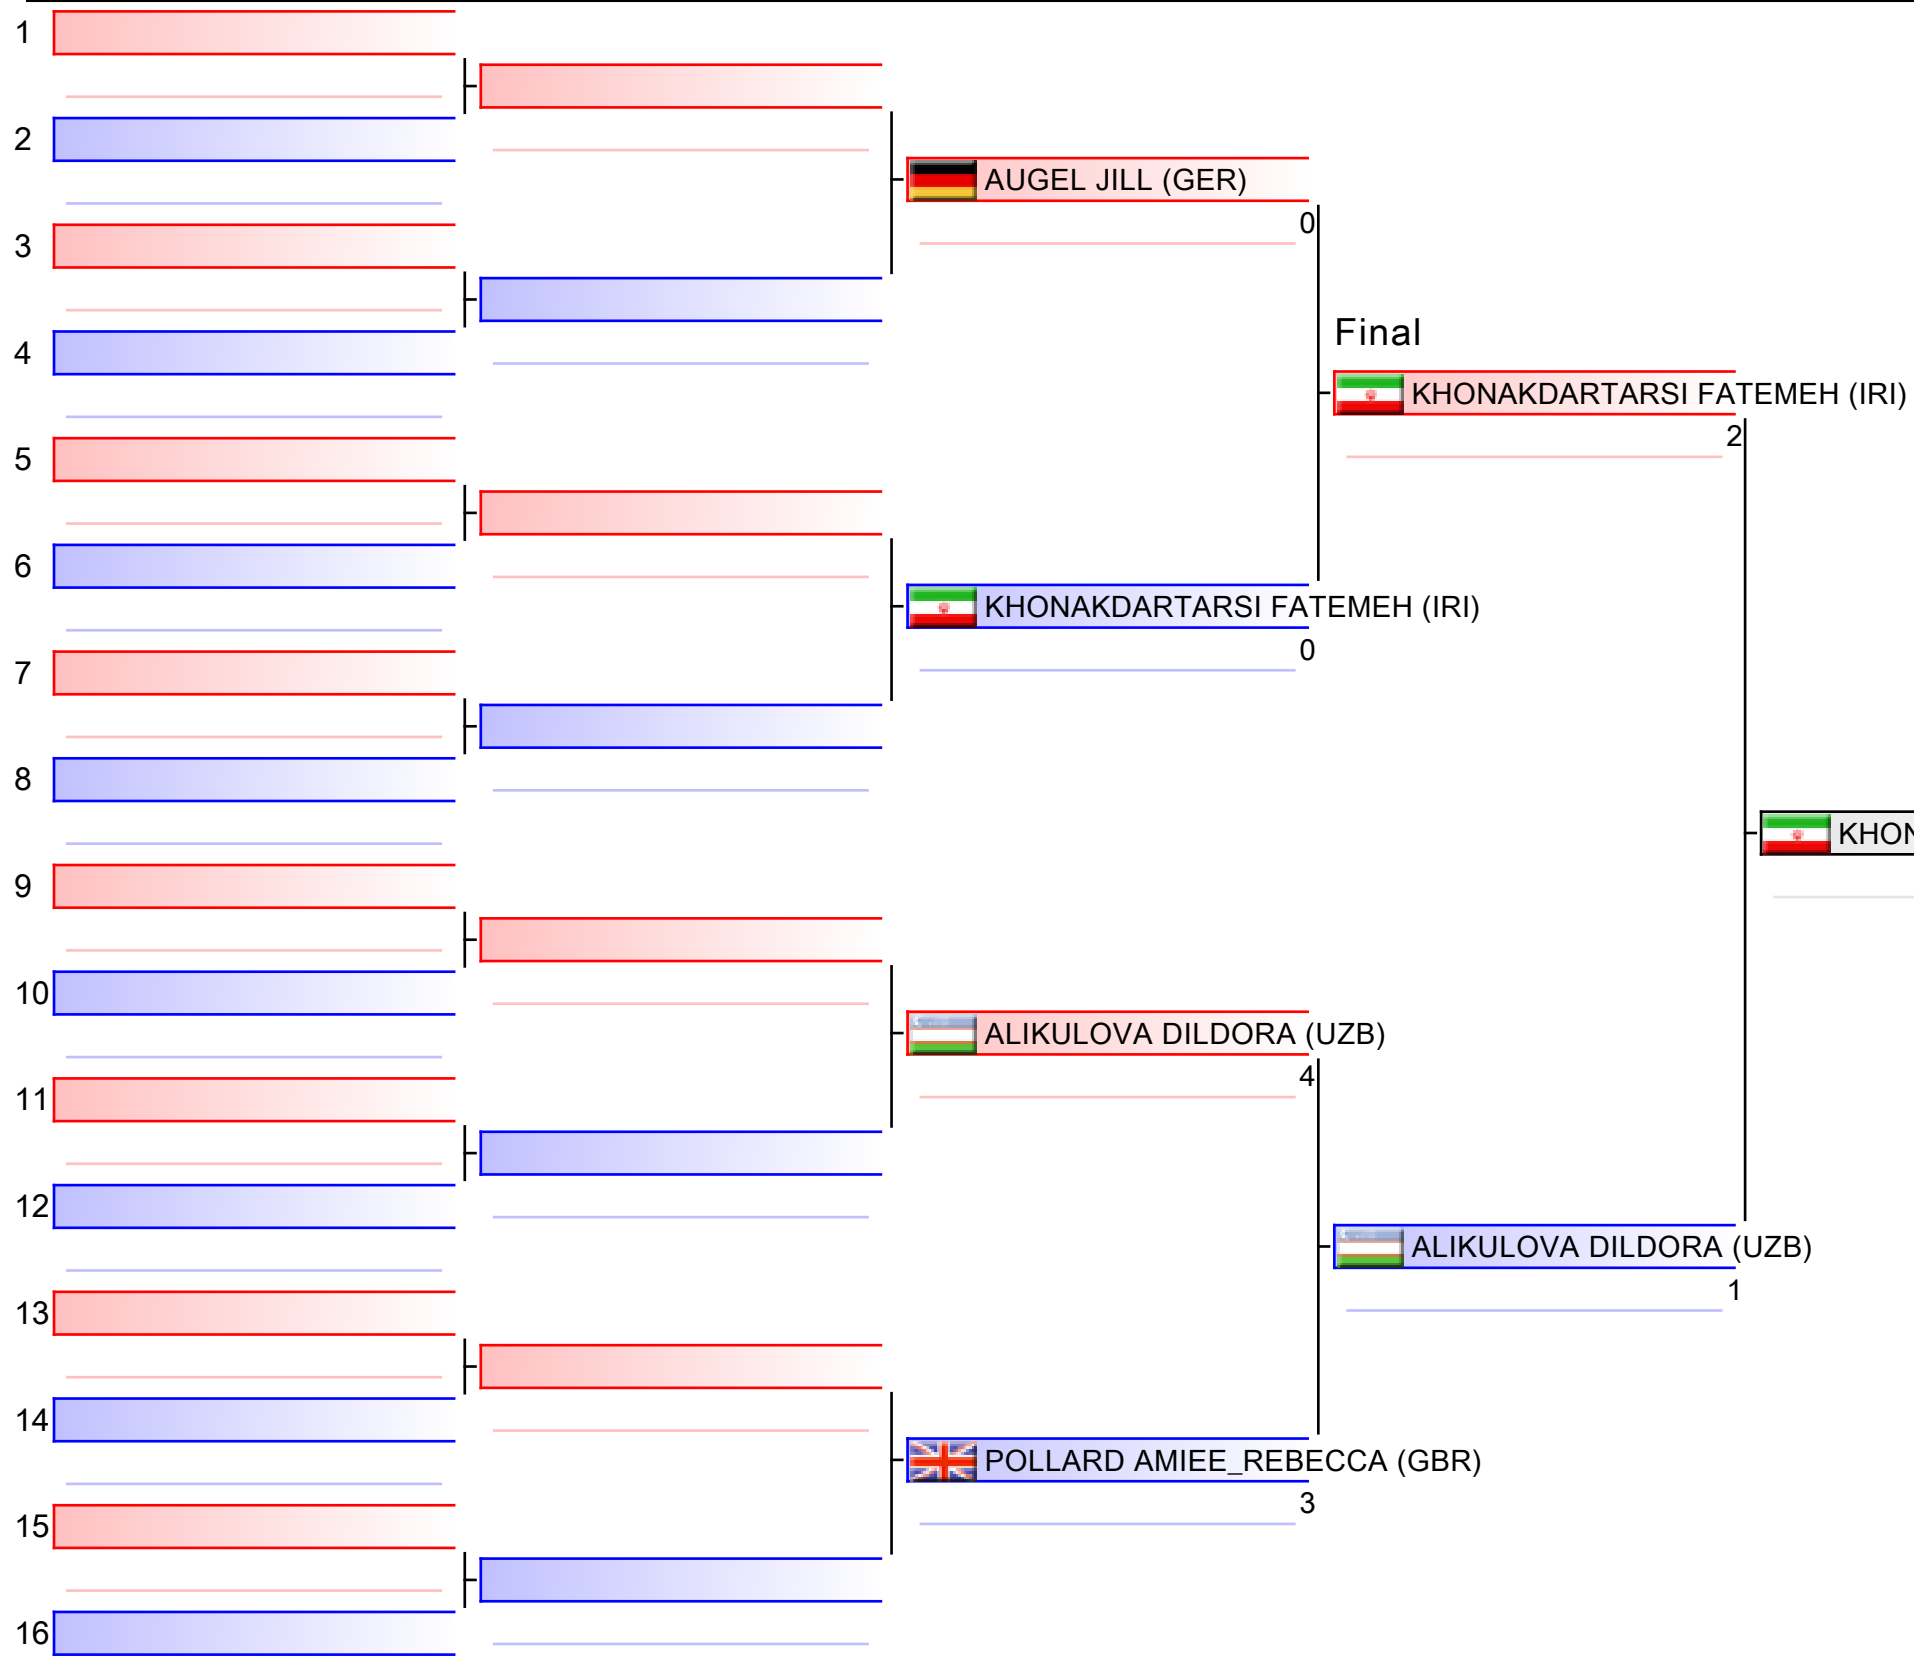 1
2
AUGEL JILL (GER)
0
3
Final
4
KHONAKDARTARSI FATEMEH (IRI)
2
5
6
KHONAKDARTARSI FATEMEH (IRI)
0
7
8
KHON
9
10
ALIKULOVA DILDORA (UZB)
4
11
12
ALIKULOVA DILDORA (UZB)
1
13
14
POLLARD AMIEE_REBECCA (GBR)
3
15
16